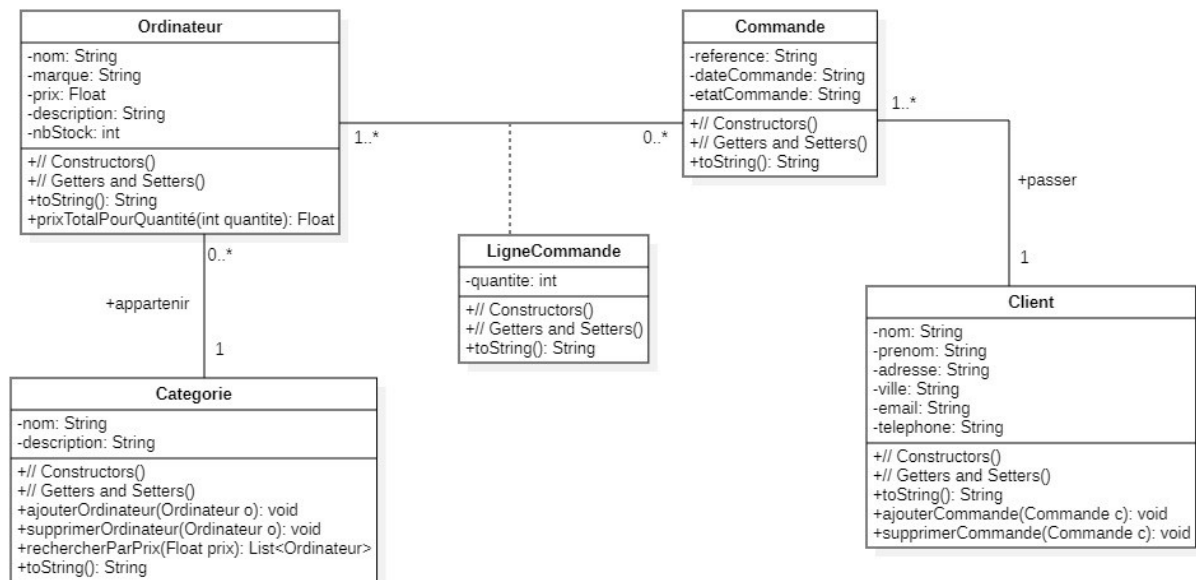 Ordinateur
-nom: String
-marque: String
-prix: Float
-description: String
-nbStock: int
+// Constructors()
+// Getters and Setters()
+toString(): String
+prixTotalPourQuantité(int quantite): Float
1..*
0..*
Commande
-reference: String
-dateCommande: String
-etatCommande: String
+// Constructors()
+// Getters and Setters()
+toString(): String
1..*
+passer
1
LigneCommande
-quantite: int
+// Constructors()
+// Getters and Setters()
+toString(): String
0..*
+appartenir
1
Categorie
-nom: String
-description: String
+// Constructors()
+// Getters and Setters()
+ajouterOrdinateur(Ordinateur o): void
+supprimerOrdinateur(Ordinateur o): void
+rechercherParPrix(Float prix): List<Ordinateur>
+toString(): String
Client
-nom: String
-prenom: String
-adresse: String
-ville: String
-email: String
-telephone: String
+// Constructors()
+// Getters and Setters()
+toString(): String
+ajouterCommande(Commande c): void
+supprimerCommande(Commande c): void